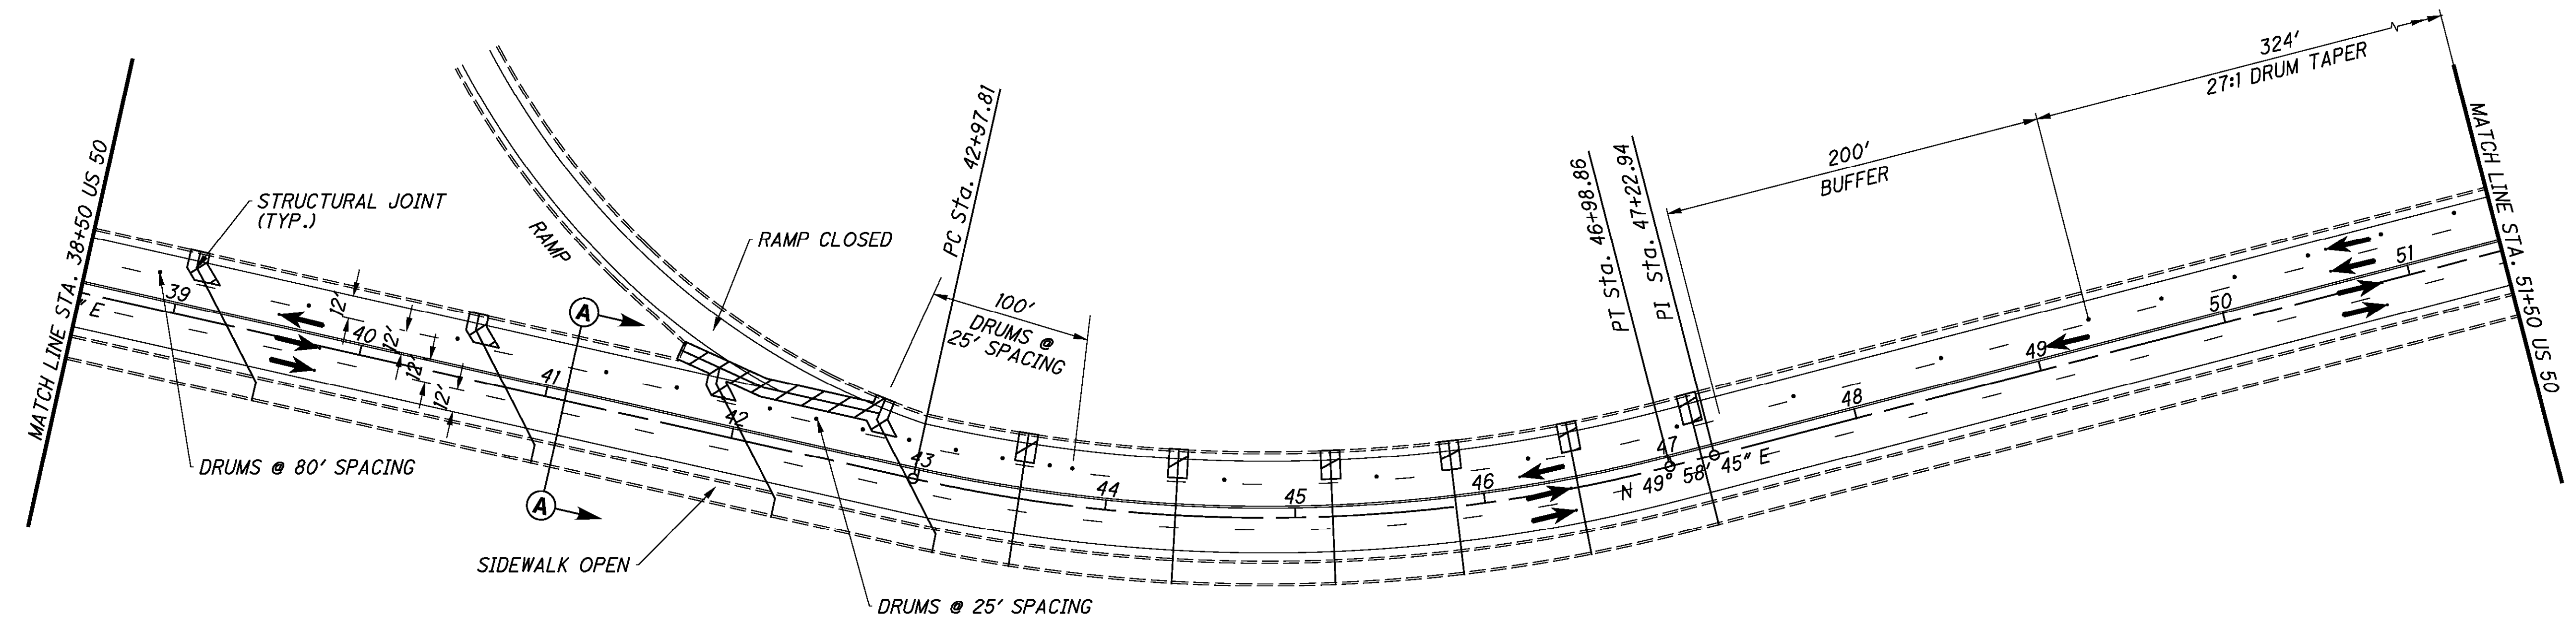 MATCH LINE STA. 38+50 US 50
STRUCTURAL JOINT
(TYP.)
RAMP
RAMP CLOSED
PC Sta. 42+97.81
100'
DRUMS @
25' SPACING
PT Sta. 46+98.86
PI Sta. 47+22.94
200'
BUFFER
324'
27:1 DRUM TAPER
MATCH LINE STA. 51+50 US 50
" E
39
40
41
42
43
44
45
46
47
48
49
50
51
12'
12'
12'
12'
A
A
N 49° 58' 45" E
DRUMS @ 80' SPACING
SIDEWALK OPEN
DRUMS @ 25' SPACING